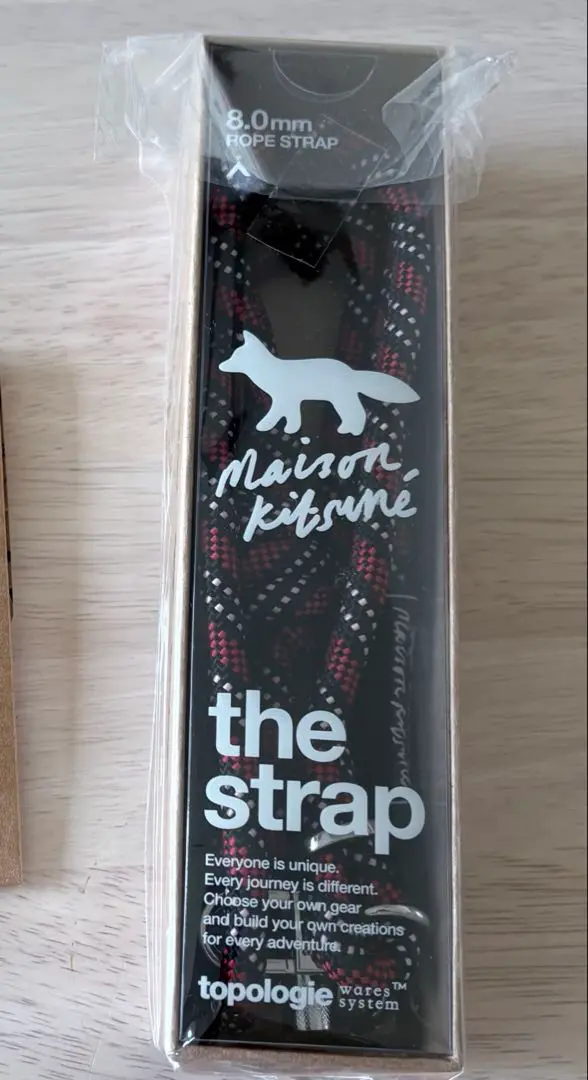 8.0mm
ROPE STRAP
Maison
Kitsuné
the
strap
Everyone is unique.
Every journey is different.
Choose your own gear
and build your own creations
for every adventure.
topologie wares™
system